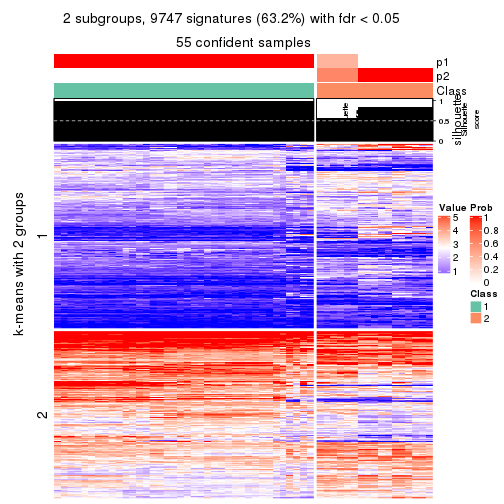 2 subgroups, 9747 signatures (63.2%) with fdr < 0.05
55 confident samples
p1
p2
Class
1
0.5
0
silhouette
Silhouette
score
k-means with 2 groups
1
2
Value
5
4
3
2
1
Prob
1
0.8
0.6
0.4
0.2
0
Class
1
2